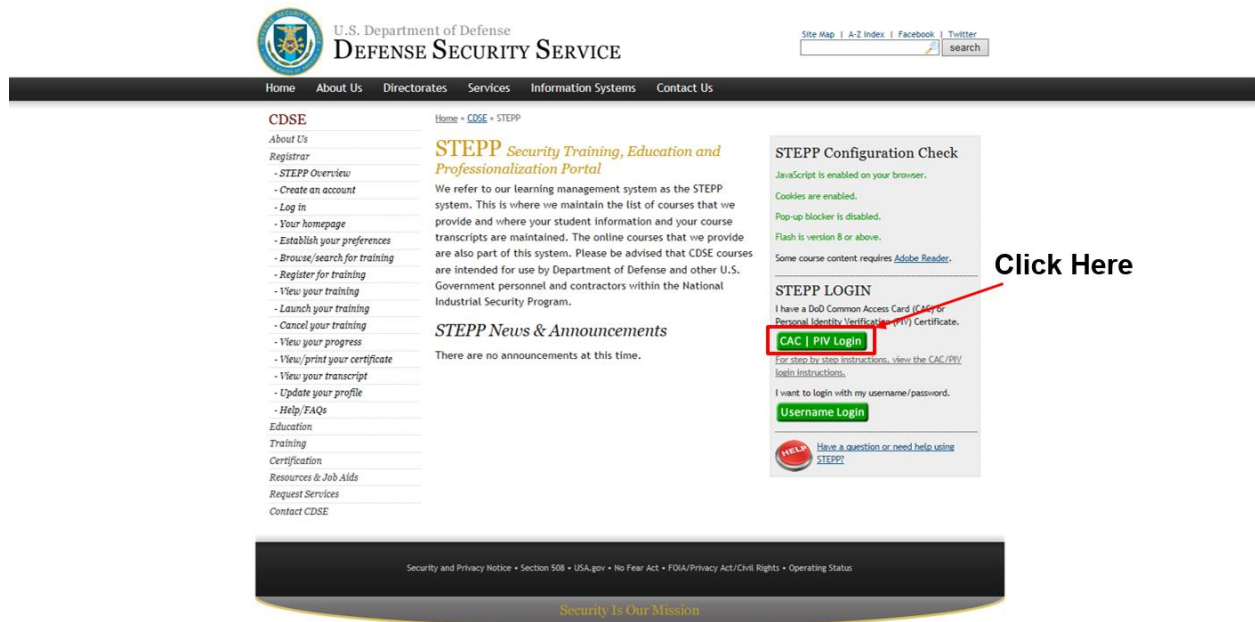 U.S. Department of Defense
DEFENSE SECURITY SERVICE
Site Map | A-Z Index | Facebook | Twitter
search
Home About Us Directorates Services Information Systems Contact Us
CDSE
About Us
Registrar
- STEPP Overview
- Create an account
- Log in
- Your homepage
- Establish your preferences
- Browse/search for training
- Register for training
- View your training
- Launch your training
- Cancel your training
- View your progress
- View/print your certificate
- View your transcript
- Update your profile
- Help/FAQs
Education
Training
Certification
Resources & Job Aids
Request Services
Contact CDSE
Home • CDSE • STEPP
STEPP Security Training, Education and
Professionalization Portal
We refer to our learning management system as the STEPP
system. This is where we maintain the list of courses that we
provide and where your student information and your course
transcripts are maintained. The online courses that we provide
are also part of this system. Please be advised that CDSE courses
are intended for use by Department of Defense and other U.S.
Government personnel and contractors within the National
Industrial Security Program.
STEPP News & Announcements
There are no announcements at this time.
STEPP Configuration Check
JavaScript is enabled on your browser.
Cookies are enabled.
Pop-up blocker is disabled.
Flash is version 8 or above.
Some course content requires Adobe Reader.
Click Here
STEPP LOGIN
I have a DoD Common Access Card (CAC) or
Personal Identity Verification (PIV) Certificate.
CAC | PIV Login
For step by step instructions, view the CAC/PIV
login instructions.
I want to login with my username/password.
Username Login
HELP
Have a question or need help using
STEPP?
Security and Privacy Notice • Section 508 • USA.gov • No Fear Act • FOIA/Privacy Act/Civil Rights • Operating Status
Security Is Our Mission